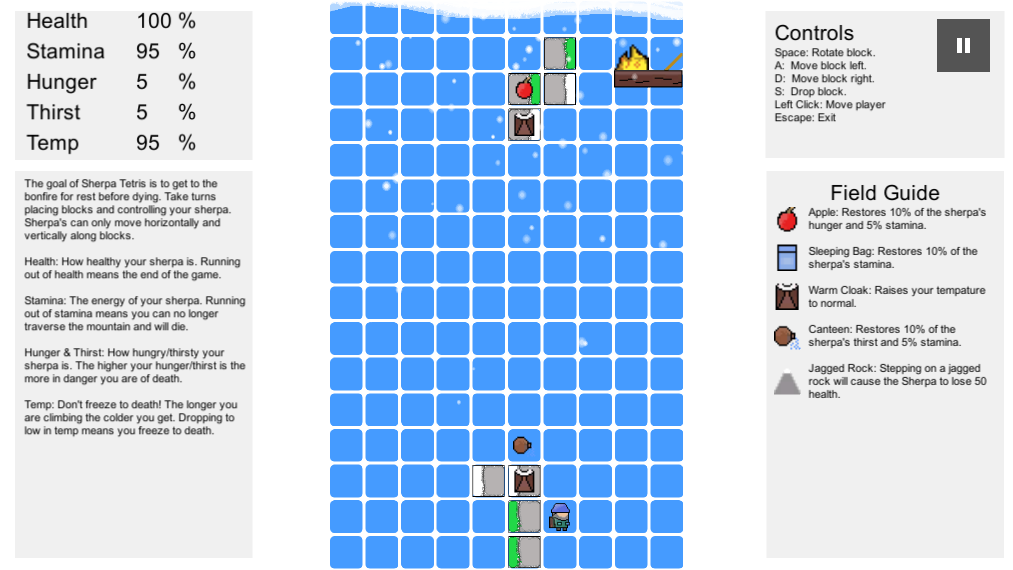 Health 100 %
Stamina 95 %
Hunger 5 %
Thirst 5 %
Temp 95 %
The goal of Sherpa Tetris is to get to the
bonfire for rest before dying. Take turns
placing blocks and controlling your sherpa.
Sherpa's can only move horizontally and
vertically along blocks.
Health: How healthy your sherpa is. Running
out of health means the end of the game.
Stamina: The energy of your sherpa. Running
out of stamina means you can no longer
traverse the mountain and will die.
Hunger & Thirst: How hungry/thirsty your
sherpa is. The higher your hunger/thirst is the
more in danger you are of death.
Temp: Don't freeze to death! The longer you
are climbing the colder you get. Dropping to
low in temp means you freeze to death.
Controls
Space: Rotate block.
A: Move block left.
D: Move block right.
S: Drop block.
Left Click: Move player
Escape: Exit
Field Guide
Apple: Restores 10% of the sherpa's
hunger and 5% stamina.
Sleeping Bag: Restores 10% of the
sherpa's stamina.
Warm Cloak: Raises your tempature
to normal.
Canteen: Restores 10% of the
sherpa's thirst and 5% stamina.
Jagged Rock: Stepping on a jagged
rock will cause the Sherpa to lose 50
health.